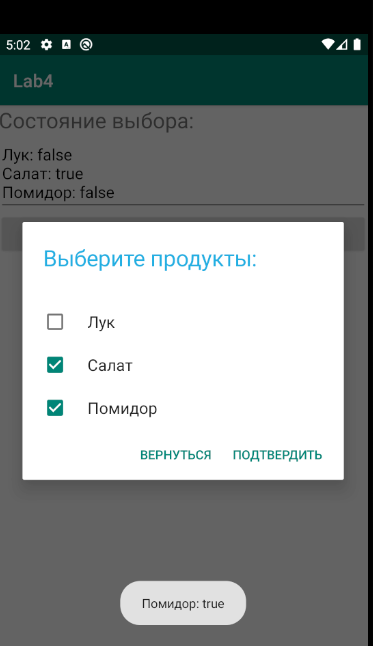 5:02
Lab4
Состояние выбора:
Лук: false
Салат: true
Помидор: false
Выберите продукты:
Лук
Салат
Помидор
ВЕРНУТЬСЯ ПОДТВЕРДИТЬ
Помидор: true